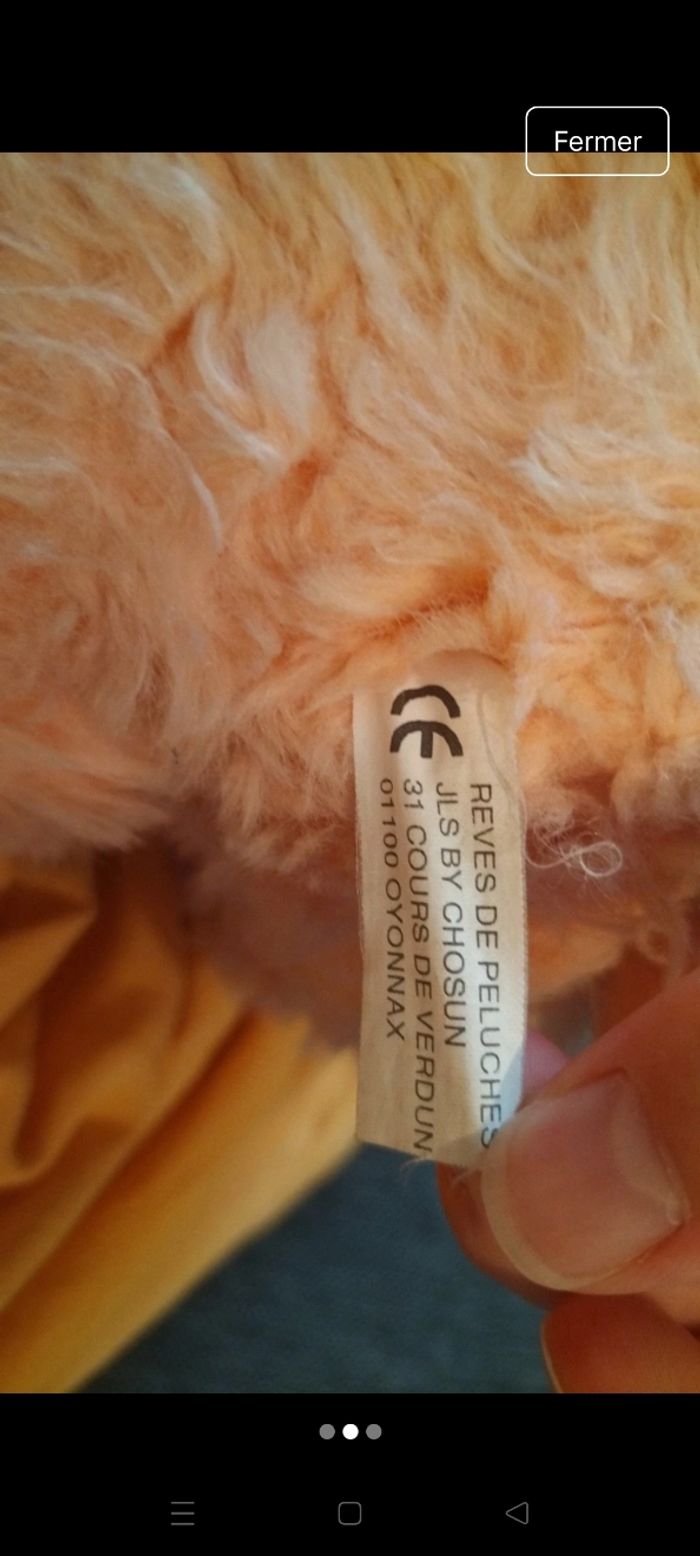 Fermer
CE
REVES DE PELUCHES
JLS BY CHOSUN
31 COURS DE VERDUN
01100 OYONNAX